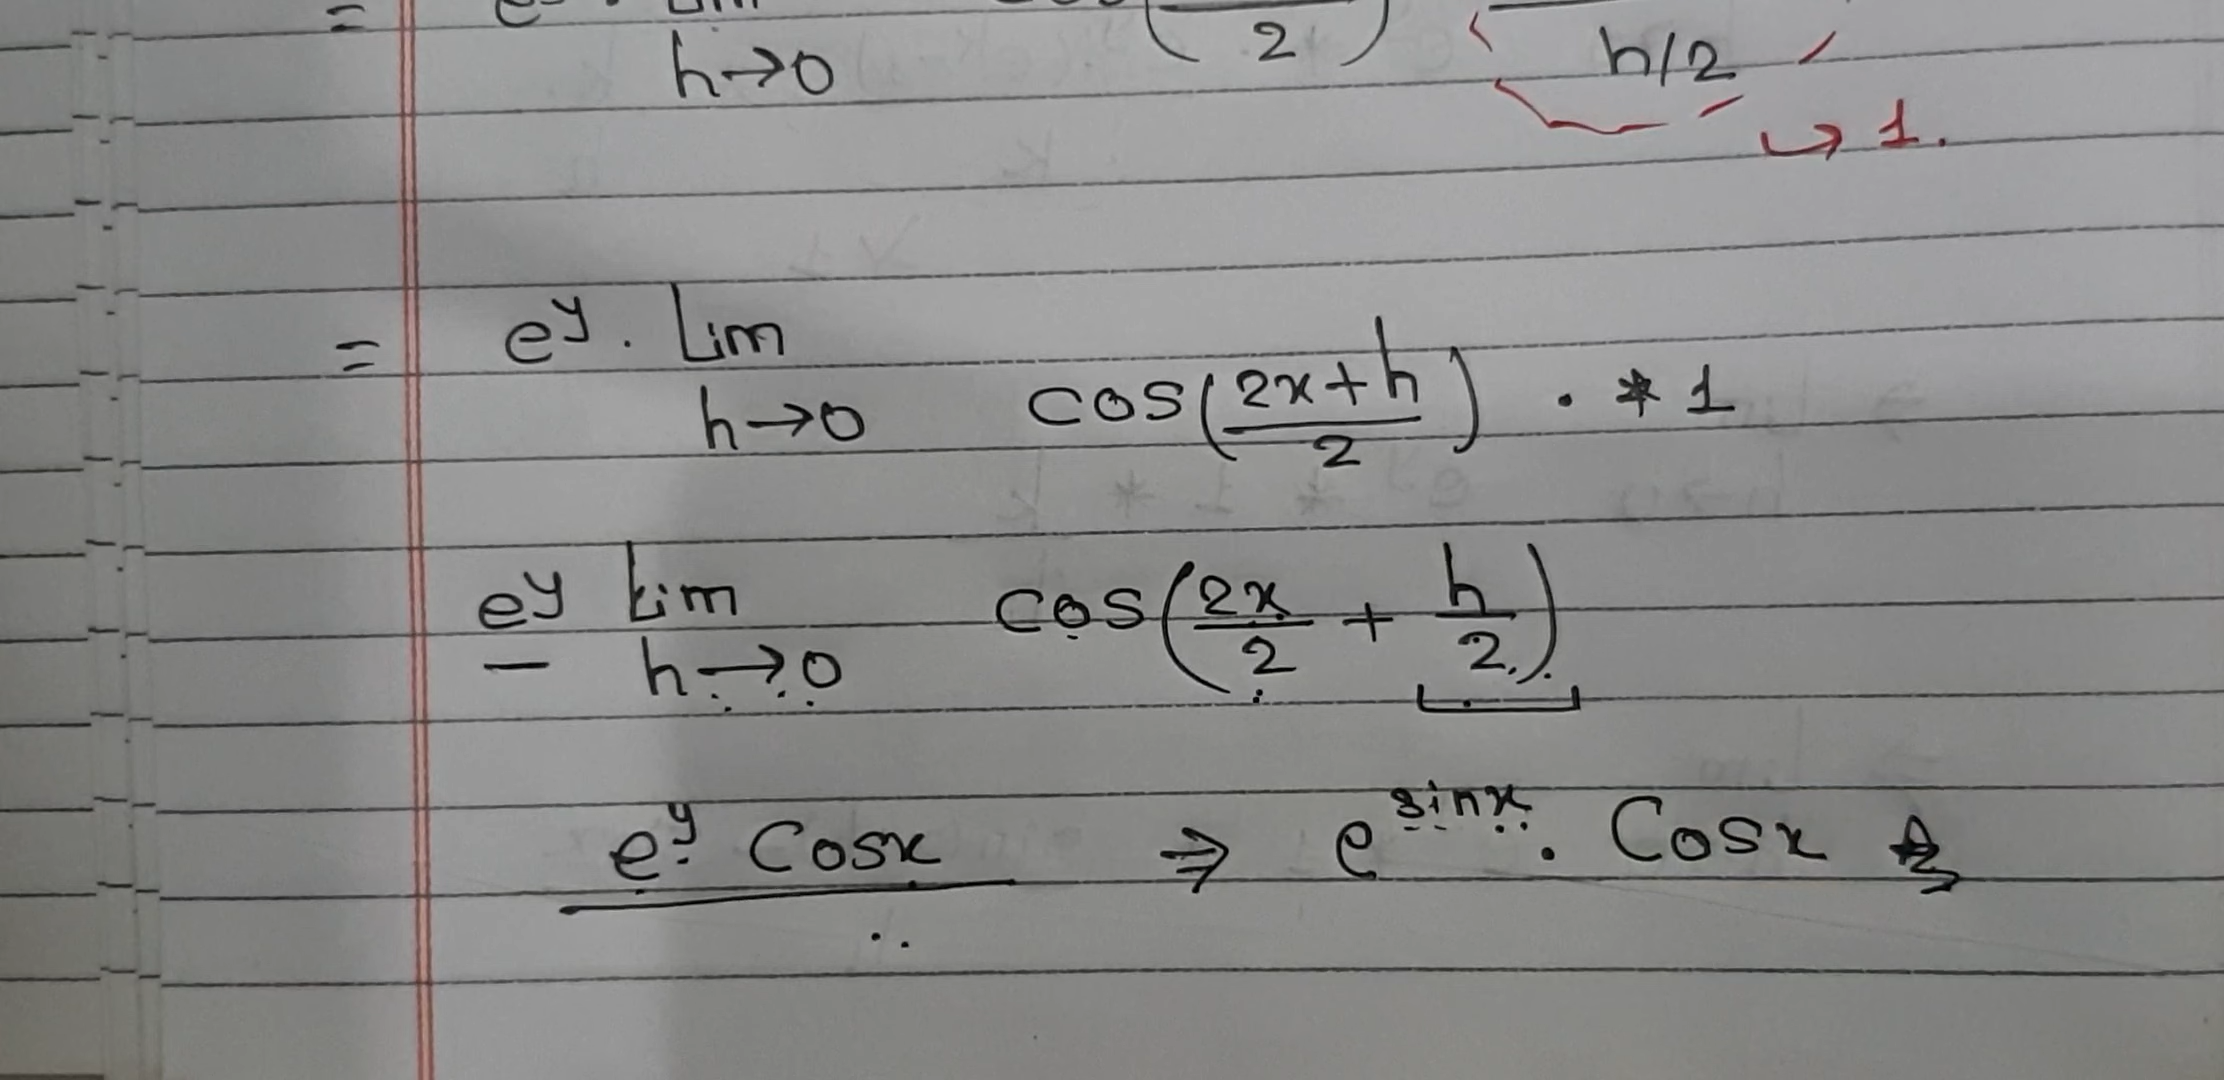 =
h→0 2) h/2
↳ 1.
= e^y . Lim h→0 cos((2x+h)/2) . * 1
e^y Lim h→0 cos(2x/2 + h/2)
e^y Cosx ⇒ e^sinx . Cosx